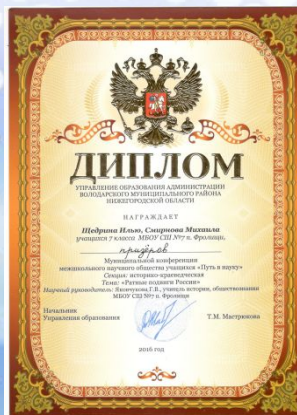 ДИПЛОМ
УПРАВЛЕНИЕ ОБРАЗОВАНИЯ АДМИНИСТРАЦИИ
ВОЛОДАРСКОГО МУНИЦИПАЛЬНОГО РАЙОНА
НИЖЕГОРОДСКОЙ ОБЛАСТИ
НАГРАЖДАЕТ
Щедрина Илью, Смирнова Михаила
учащихся 7 класса МБОУ СШ №7 п. Фролищи,
призёров
Муниципальной конференции
межшкольного научного общества учащихся «Путь в науку»
Секция: историко-краеведческая
Тема: «Ратные подвиги России»
Научный руководитель: Г.В., учитель истории, обществознания
МБОУ СШ №7 п. Фролищи
Начальник
Управления образования Т.М. Мастрюкова
2016 год